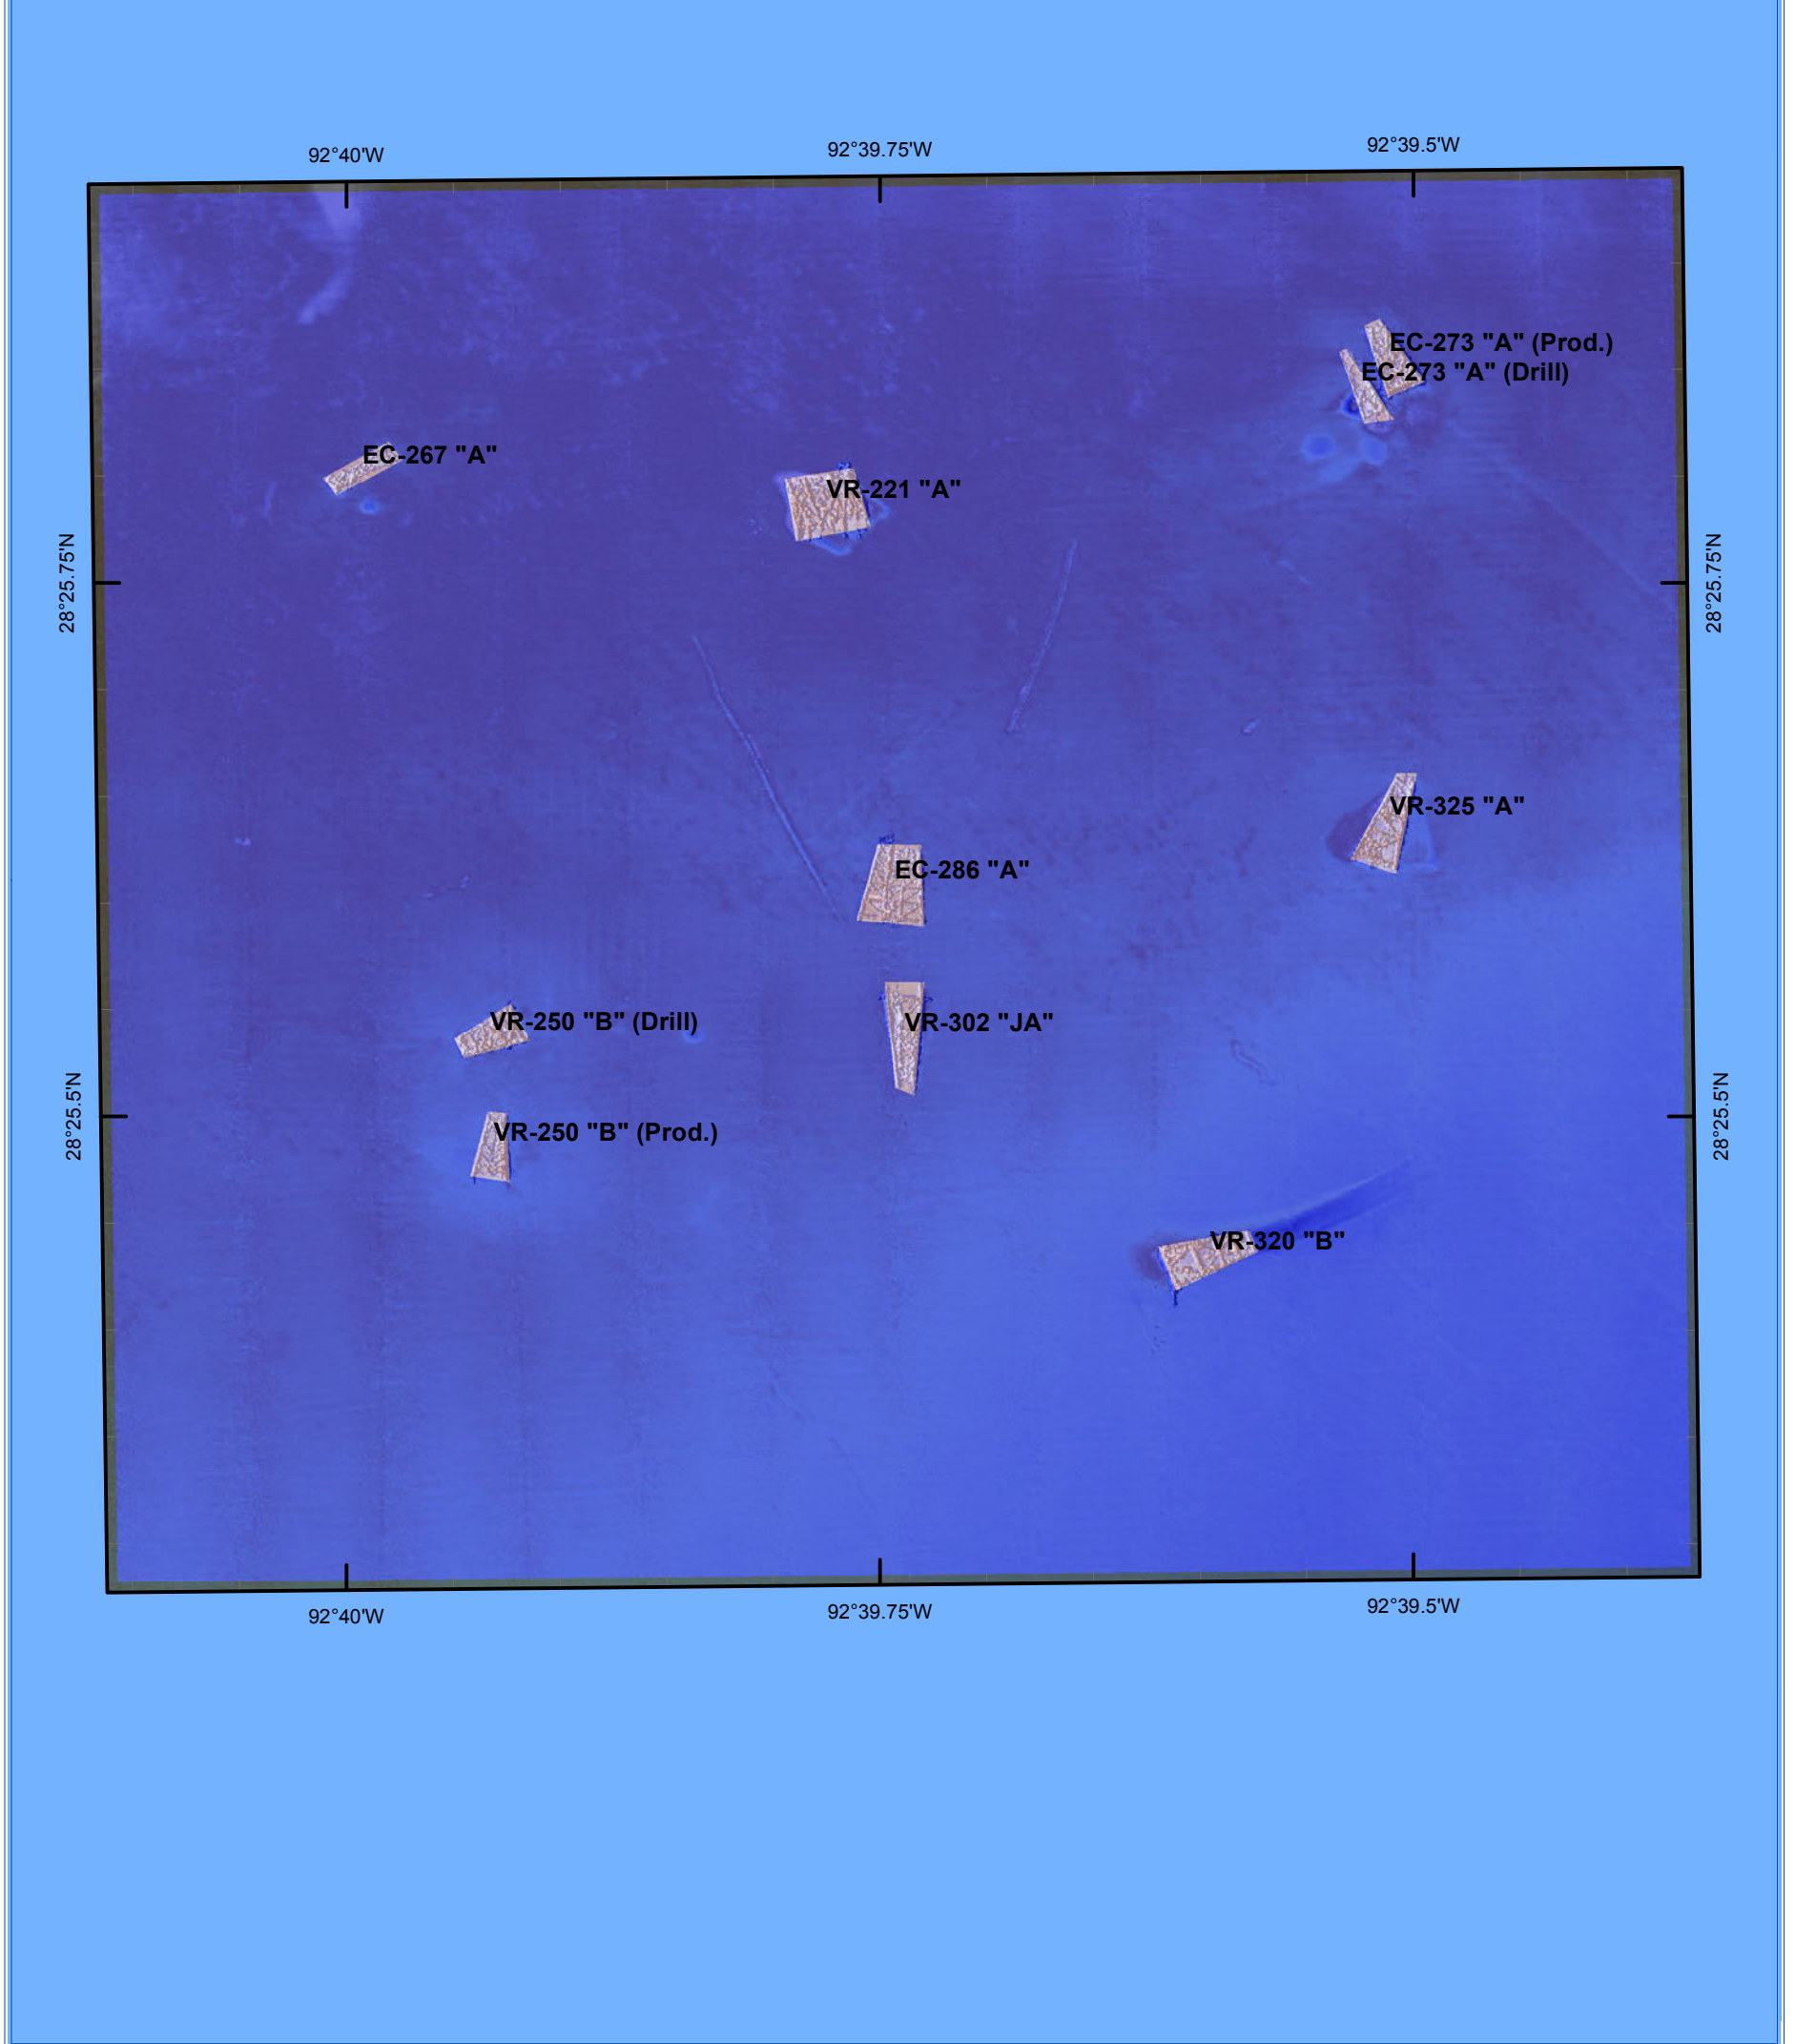 92°40'W
92°39.75'W
92°39.5'W
EC-273 "A" (Prod.)
EC-273 "A" (Drill)
EC-267 "A"
VR-221 "A"
28°25.75'N
28°25.75'N
VR-325 "A"
EC-286 "A"
VR-250 "B" (Drill)
VR-302 "JA"
28°25.5'N
28°25.5'N
VR-250 "B" (Prod.)
VR-320 "B"
92°40'W
92°39.75'W
92°39.5'W